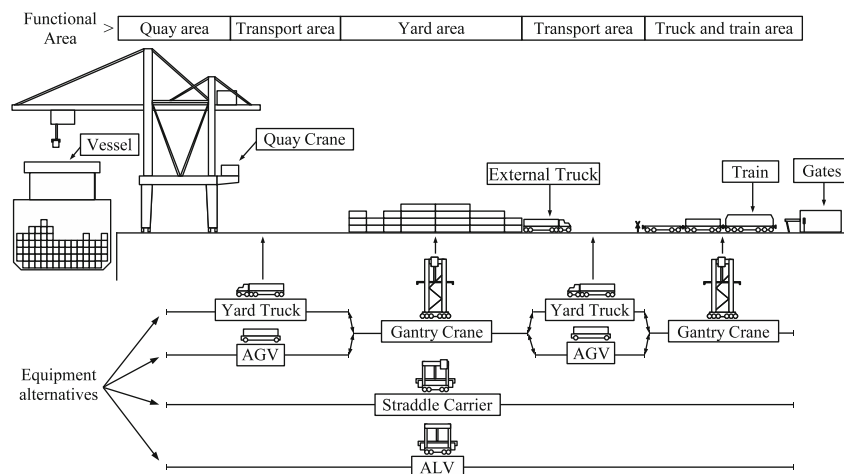 Functional
Area
>
Quay area
Transport area
Yard area
Transport area
Truck and train area
Vessel
Quay Crane
External Truck
Train
Gates
Yard Truck
Yard Truck
Gantry Crane
Gantry Crane
AGV
AGV
Equipment
alternatives
Straddle Carrier
ALV